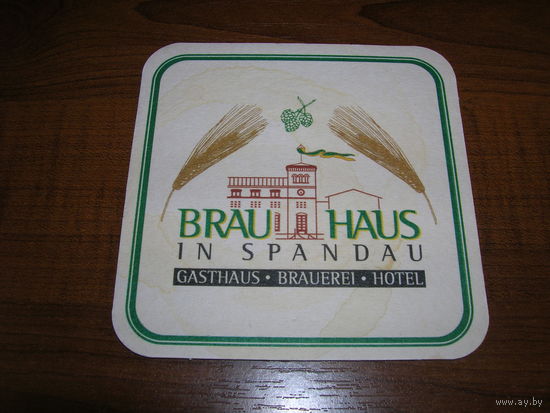 BRAU HAUS
IN SPANDAU
GASTHAUS • BRAUEREI • HOTEL
www.ay.by